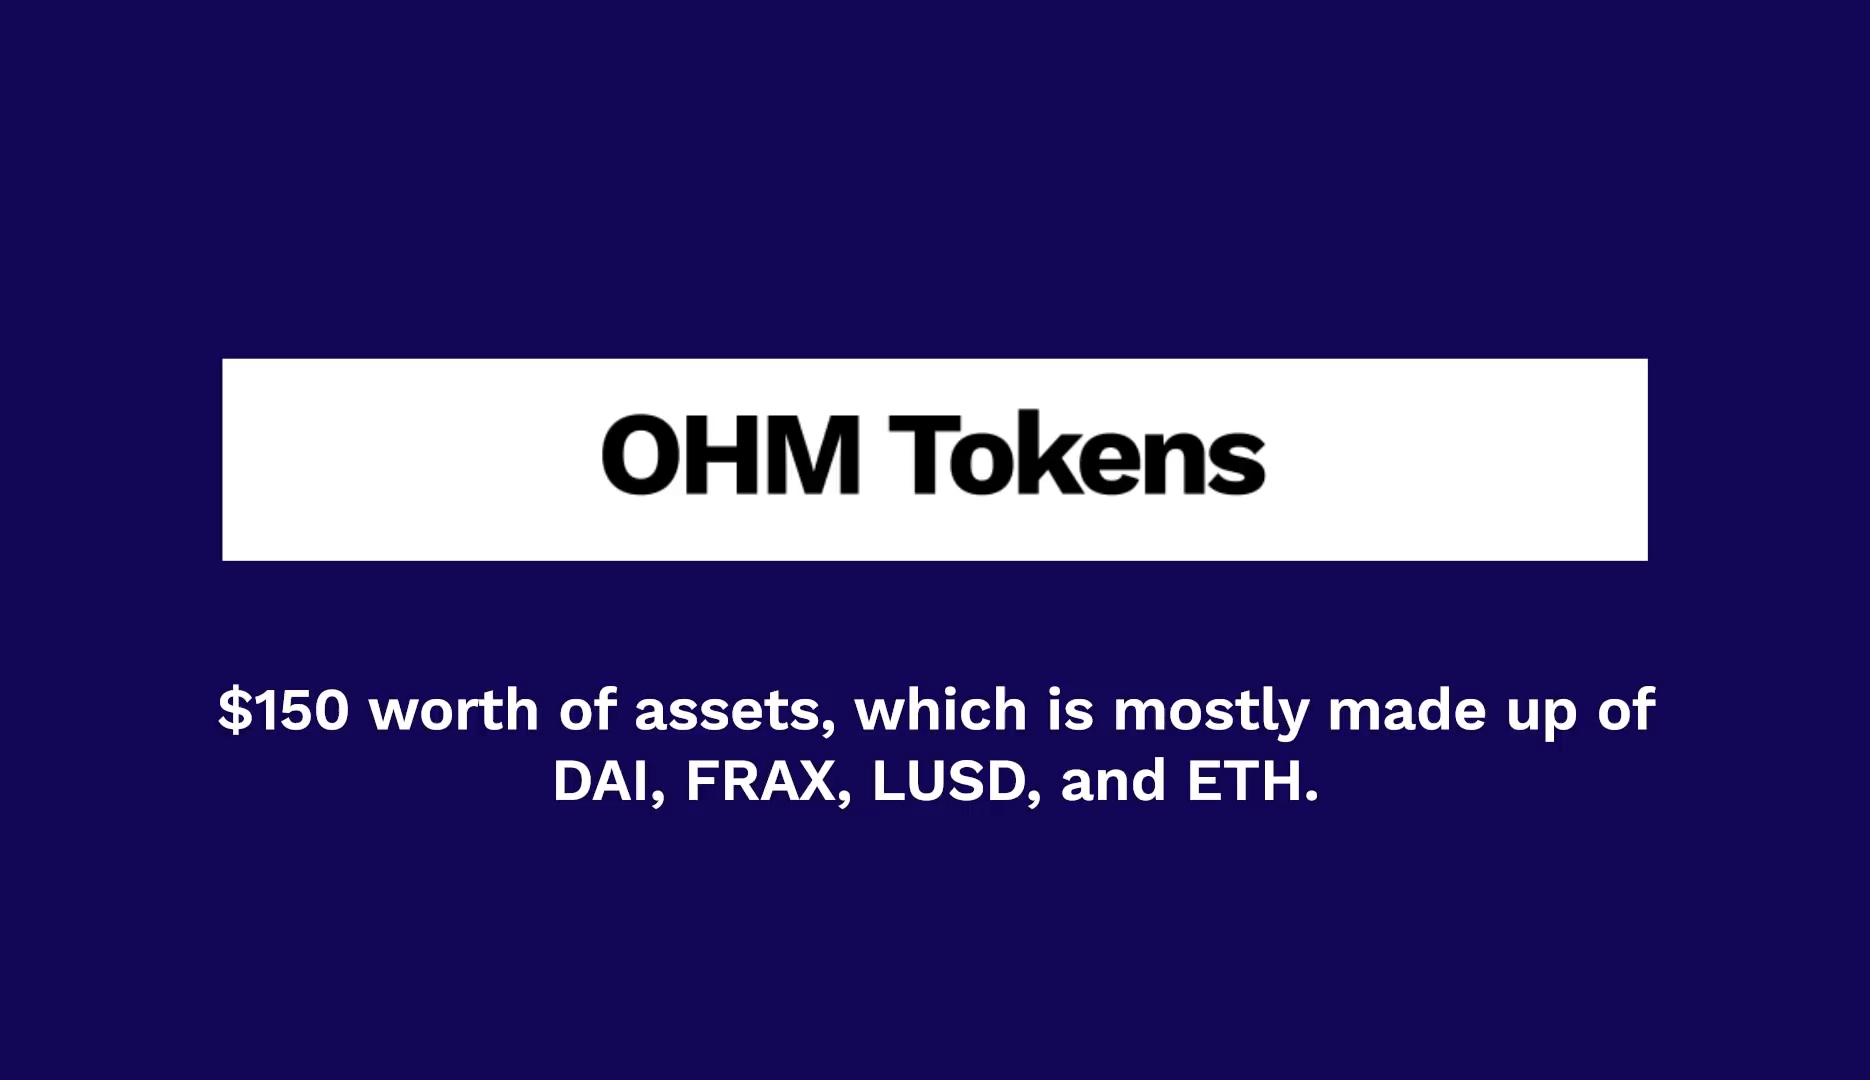 OHM Tokens
$150 worth of assets, which is mostly made up of
DAI, FRAX, LUSD, and ETH.